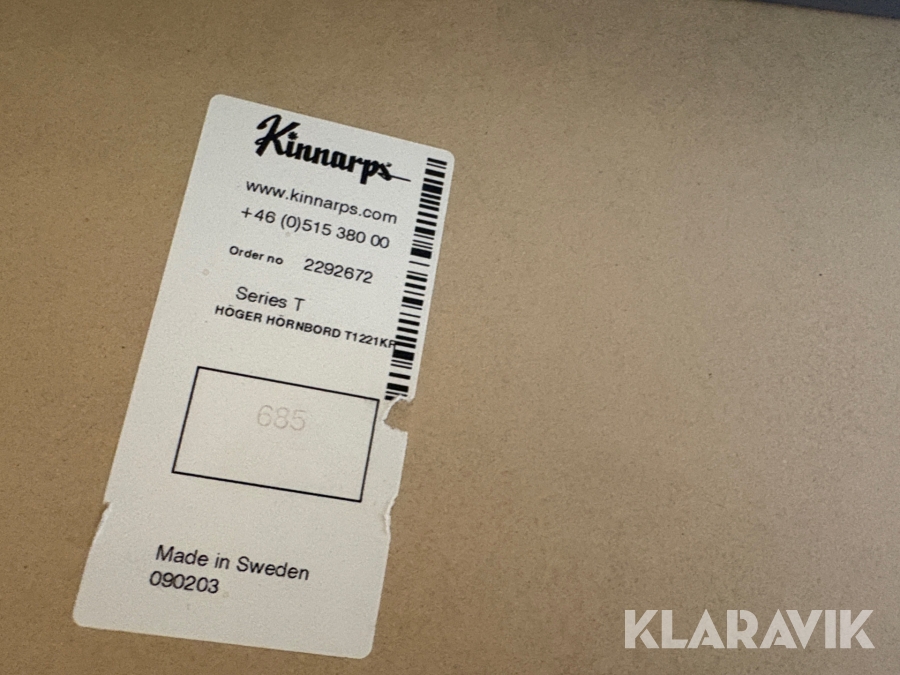 Kinnarps
www.kinnarps.com
+46 (0)515 380 00
Order no 2292672
Series T
HÖGER HÖRNBORD T1221KR
685
Made in Sweden
090203
KLARAVIK